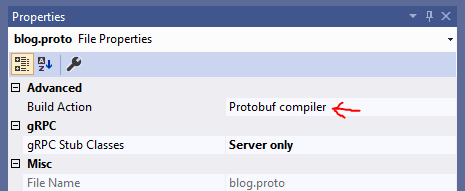 Properties
blog.proto File Properties
Advanced
Build Action Protobuf compiler
gRPC
gRPC Stub Classes Server only
Misc
File Name blog.proto